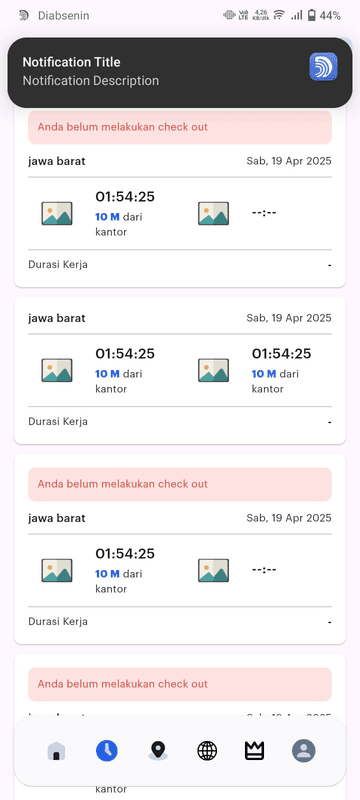 Diabsenin
Vo)) LTE 4,26 KB/dtk 44%
Notification Title
Notification Description
Anda belum melakukan check out
jawa barat Sab, 19 Apr 2025
01:54:25
10 M dari kantor
--:--
Durasi Kerja -
jawa barat Sab, 19 Apr 2025
01:54:25 01:54:25
10 M dari 10 M dari
kantor kantor
Durasi Kerja -
Anda belum melakukan check out
jawa barat Sab, 19 Apr 2025
01:54:25
10 M dari kantor
--:--
Durasi Kerja -
Anda belum melakukan check out
kantor